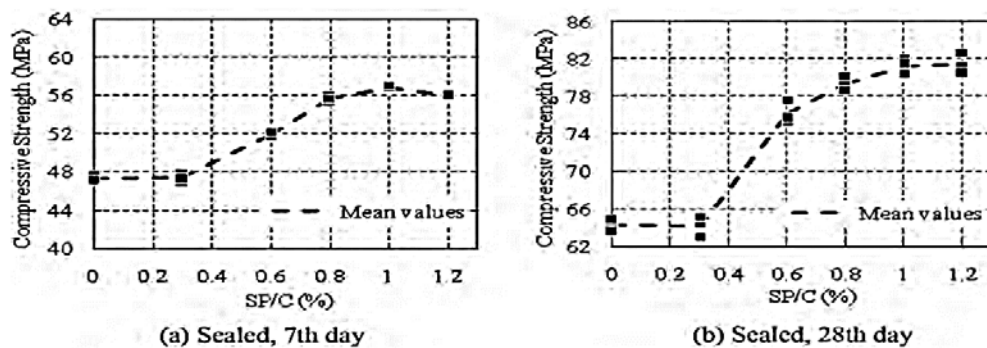 Compressive Strength (MPa)
64
60
56
52
48
44
40
Mean values
0 0.2 0.4 0.6 0.8 1 1.2
SP/C (%)
(a) Sealed, 7th day
Compressive Strength (MPa)
86
82
78
74
70
66
62
Mean values
0 0.2 0.4 0.6 0.8 1 1.2
SP/C (%)
(b) Sealed, 28th day